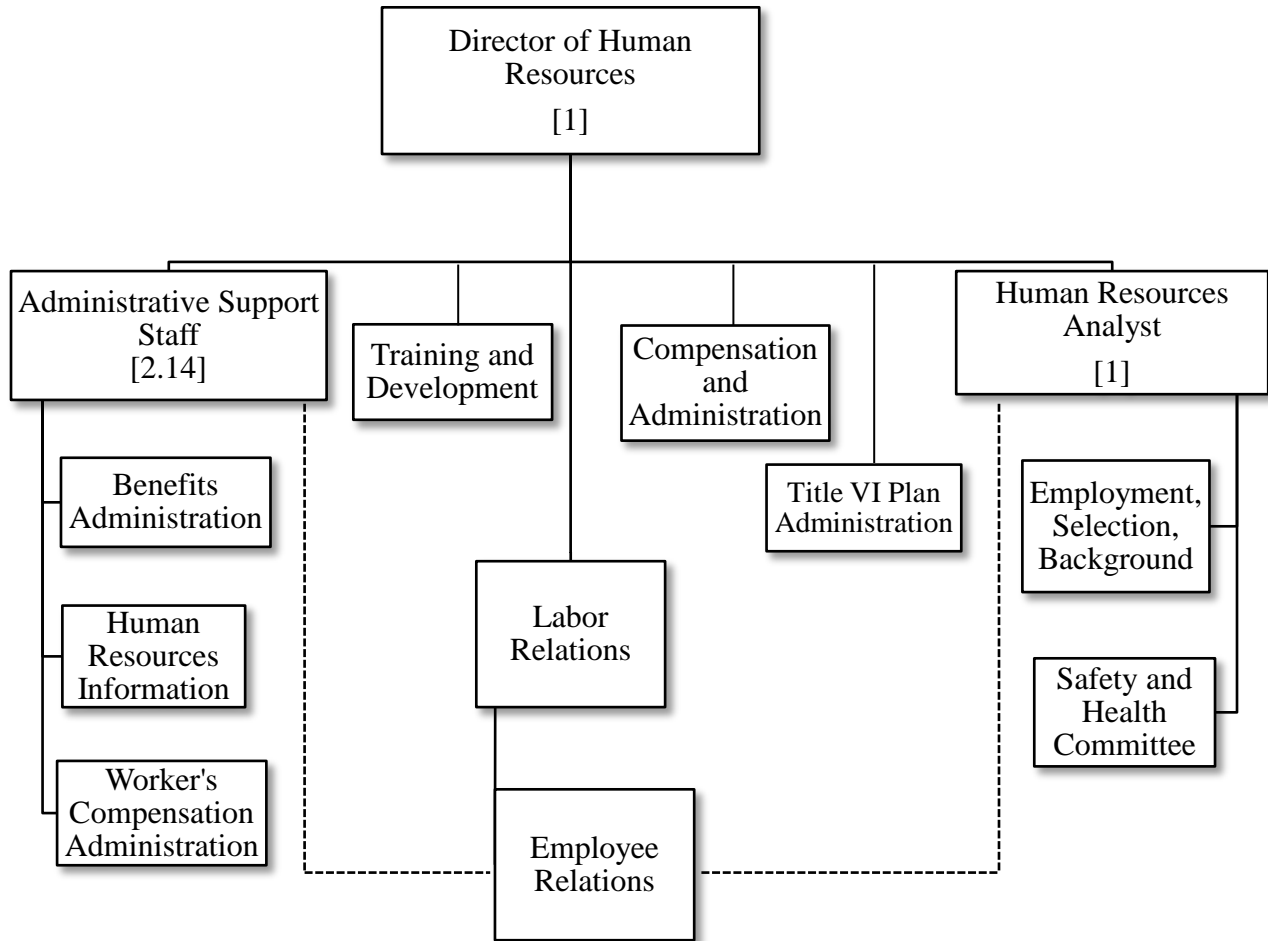 Director of Human
Resources
[1]
Administrative Support
Staff
[2.14]
Training and
Development
Compensation
and
Administration
Human Resources
Analyst
[1]
Benefits
Administration
Title VI Plan
Administration
Employment,
Selection,
Background
Human
Resources
Information
Labor
Relations
Safety and
Health
Committee
Worker's
Compensation
Administration
Employee
Relations